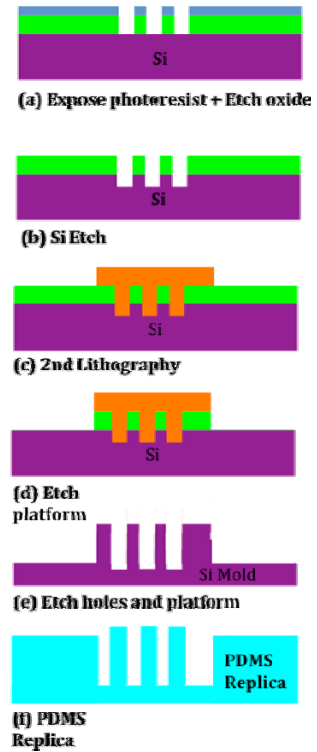 Si
(a) Expose photoresist + Etch oxide
Si
(b) Si Etch
Si
(c) 2nd Lithography
Si
(d) Etch
platform
Si Mold
(e) Etch holes and platform
PDMS
Replica
(f) PDMS
Replica